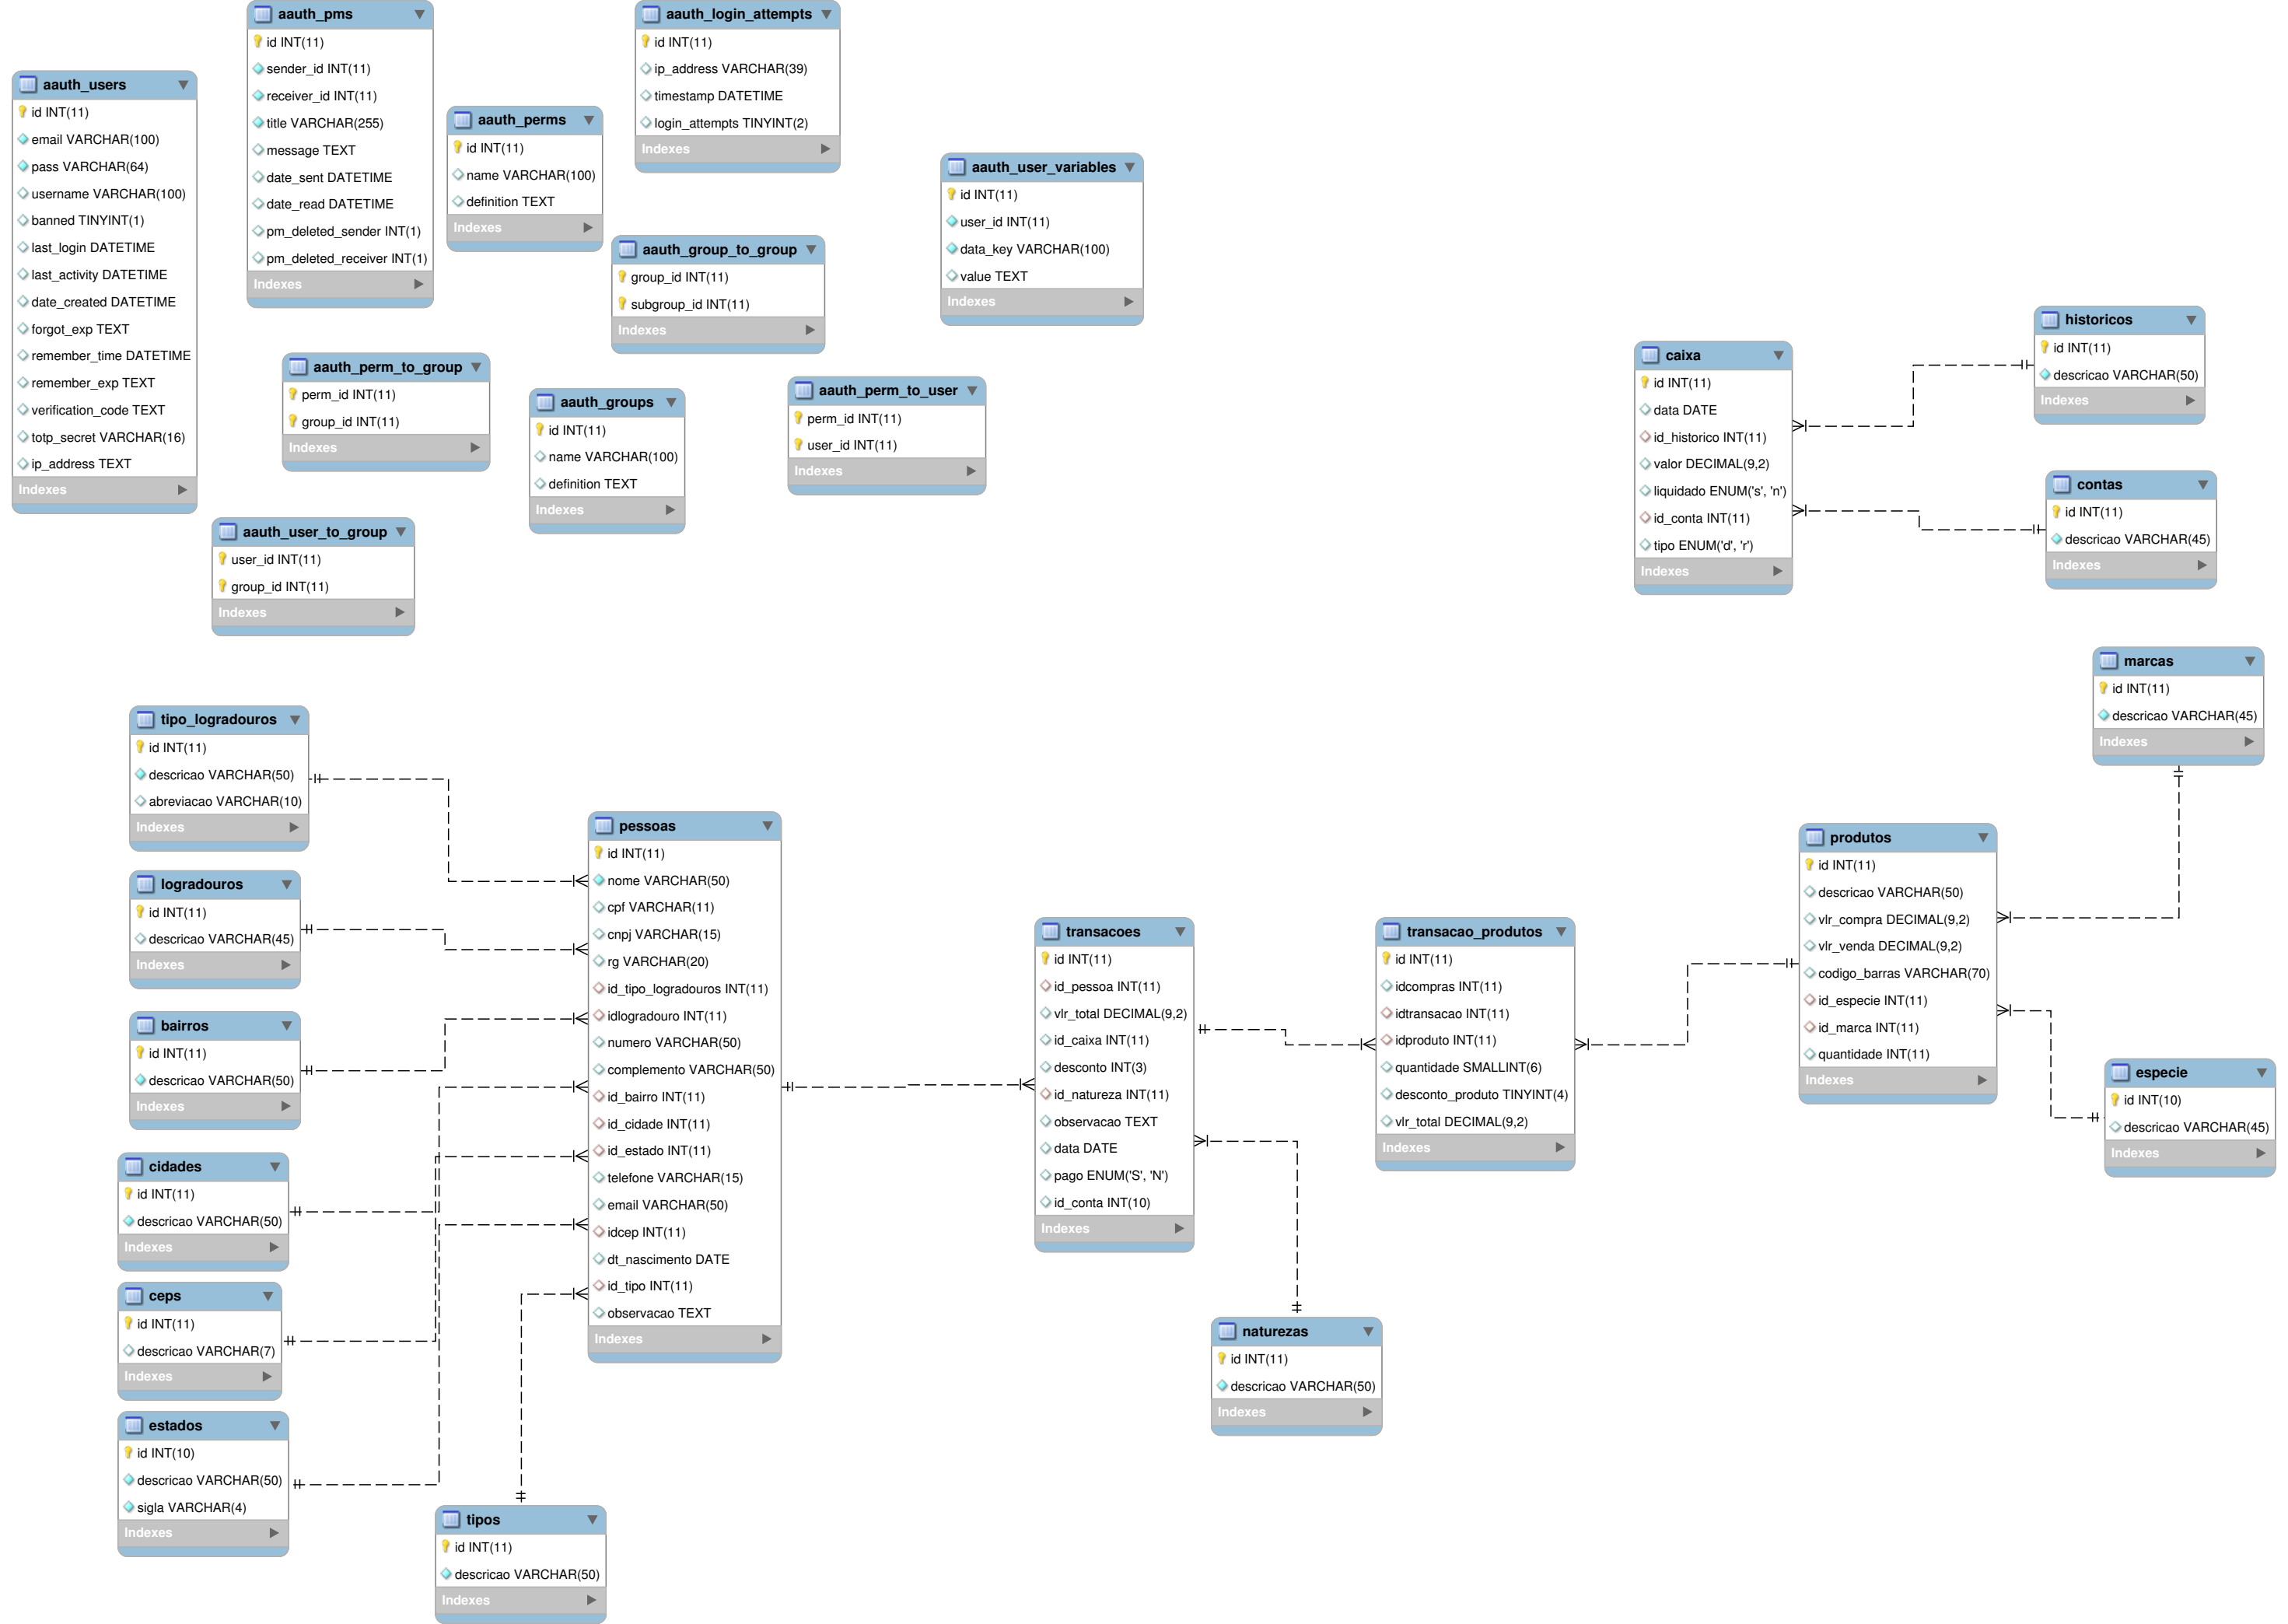 aauth_users
id INT(11)
email VARCHAR(100)
pass VARCHAR(64)
username VARCHAR(100)
banned TINYINT(1)
last_login DATETIME
last_activity DATETIME
date_created DATETIME
forgot_exp TEXT
remember_time DATETIME
remember_exp TEXT
verification_code TEXT
totp_secret VARCHAR(16)
ip_address TEXT
Indexes
aauth_pms
id INT(11)
sender_id INT(11)
receiver_id INT(11)
title VARCHAR(255)
message TEXT
date_sent DATETIME
date_read DATETIME
pm_deleted_sender INT(1)
pm_deleted_receiver INT(1)
Indexes
aauth_perms
id INT(11)
name VARCHAR(100)
definition TEXT
Indexes
aauth_login_attempts
id INT(11)
ip_address VARCHAR(39)
timestamp DATETIME
login_attempts TINYINT(2)
Indexes
aauth_group_to_group
group_id INT(11)
subgroup_id INT(11)
Indexes
aauth_user_variables
id INT(11)
user_id INT(11)
data_key VARCHAR(100)
value TEXT
Indexes
aauth_perm_to_group
perm_id INT(11)
group_id INT(11)
Indexes
aauth_groups
id INT(11)
name VARCHAR(100)
definition TEXT
Indexes
aauth_perm_to_user
perm_id INT(11)
user_id INT(11)
Indexes
aauth_user_to_group
user_id INT(11)
group_id INT(11)
Indexes
caixa
id INT(11)
data DATE
id_historico INT(11)
valor DECIMAL(9,2)
liquidado ENUM('s', 'n')
id_conta INT(11)
tipo ENUM('d', 'r')
Indexes
historicos
id INT(11)
descricao VARCHAR(50)
Indexes
contas
id INT(11)
descricao VARCHAR(45)
Indexes
marcas
id INT(11)
descricao VARCHAR(45)
Indexes
tipo_logradouros
id INT(11)
descricao VARCHAR(50)
abreviacao VARCHAR(10)
Indexes
logradouros
id INT(11)
descricao VARCHAR(45)
Indexes
bairros
id INT(11)
descricao VARCHAR(50)
Indexes
cidades
id INT(11)
descricao VARCHAR(50)
Indexes
ceps
id INT(11)
descricao VARCHAR(7)
Indexes
estados
id INT(10)
descricao VARCHAR(50)
sigla VARCHAR(4)
Indexes
tipos
id INT(11)
descricao VARCHAR(50)
Indexes
pessoas
id INT(11)
nome VARCHAR(50)
cpf VARCHAR(11)
cnpj VARCHAR(15)
rg VARCHAR(20)
id_tipo_logradouros INT(11)
idlogradouro INT(11)
numero VARCHAR(50)
complemento VARCHAR(50)
id_bairro INT(11)
id_cidade INT(11)
id_estado INT(11)
telefone VARCHAR(15)
email VARCHAR(50)
idcep INT(11)
dt_nascimento DATE
id_tipo INT(11)
observacao TEXT
Indexes
transacoes
id INT(11)
id_pessoa INT(11)
vlr_total DECIMAL(9,2)
id_caixa INT(11)
desconto INT(3)
id_natureza INT(11)
observacao TEXT
data DATE
pago ENUM('S', 'N')
id_conta INT(10)
Indexes
naturezas
id INT(11)
descricao VARCHAR(50)
Indexes
transacao_produtos
id INT(11)
idcompras INT(11)
idtransacao INT(11)
idproduto INT(11)
quantidade SMALLINT(6)
desconto_produto TINYINT(4)
vlr_total DECIMAL(9,2)
Indexes
produtos
id INT(11)
descricao VARCHAR(50)
vlr_compra DECIMAL(9,2)
vlr_venda DECIMAL(9,2)
codigo_barras VARCHAR(70)
id_especie INT(11)
id_marca INT(11)
quantidade INT(11)
Indexes
especie
id INT(10)
descricao VARCHAR(45)
Indexes